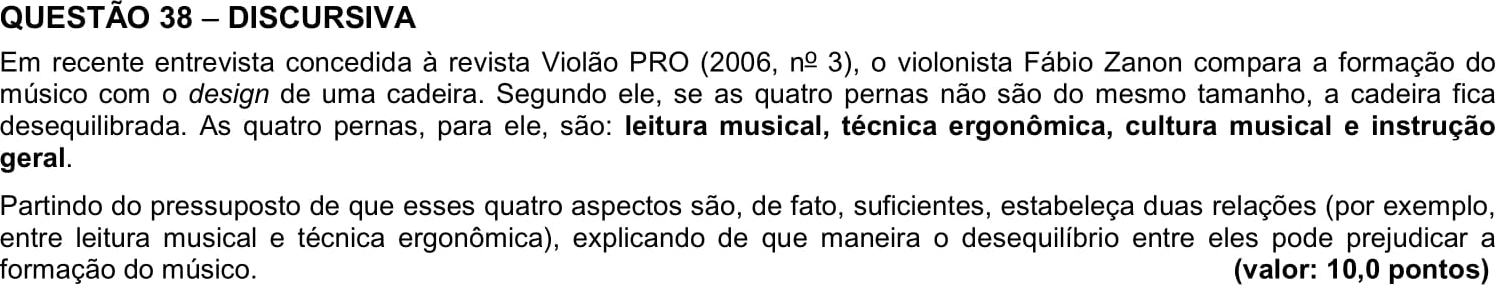 QUESTÃO 38 – DISCURSIVA
Em recente entrevista concedida à revista Violão PRO (2006, nº 3), o violonista Fábio Zanon compara a formação do
músico com o design de uma cadeira. Segundo ele, se as quatro pernas não são do mesmo tamanho, a cadeira fica
desequilibrada. As quatro pernas, para ele, são: leitura musical, técnica ergonômica, cultura musical e instrução
geral.
Partindo do pressuposto de que esses quatro aspectos são, de fato, suficientes, estabeleça duas relações (por exemplo,
entre leitura musical e técnica ergonômica), explicando de que maneira o desequilíbrio entre eles pode prejudicar a
formação do músico. (valor: 10,0 pontos)